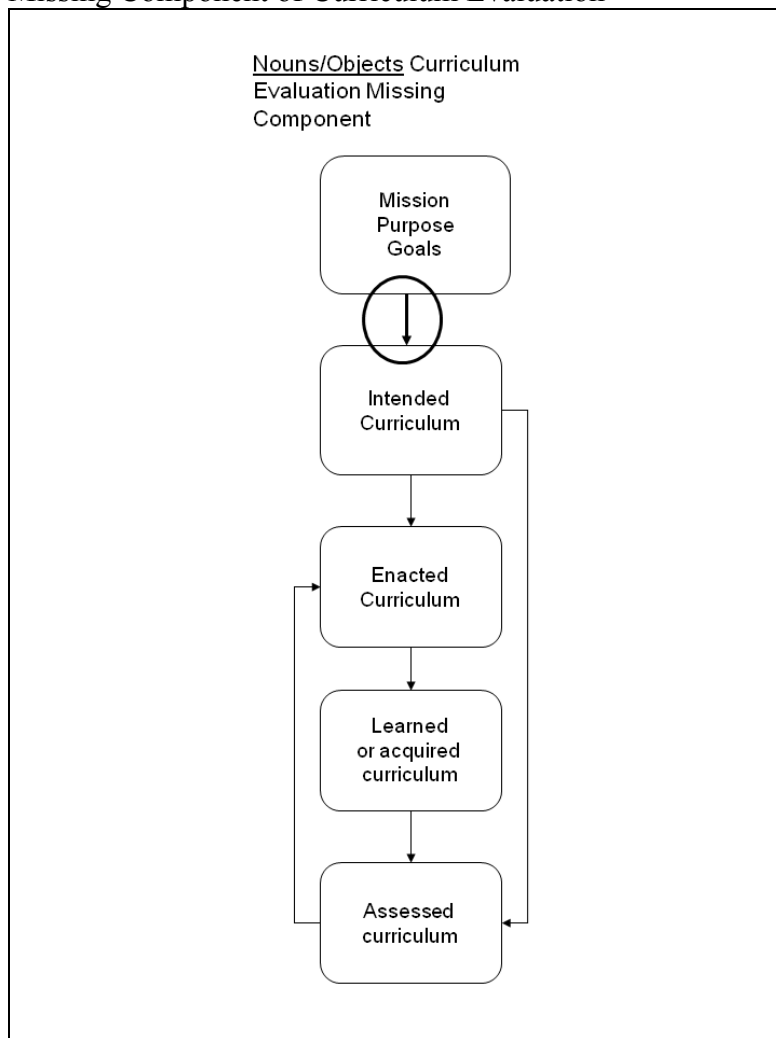 Missing Component of Curriculum Evaluation
Nouns/Objects Curriculum
Evaluation Missing
Component
Mission
Purpose
Goals
Intended
Curriculum
Enacted
Curriculum
Learned
or acquired
curriculum
Assessed
curriculum